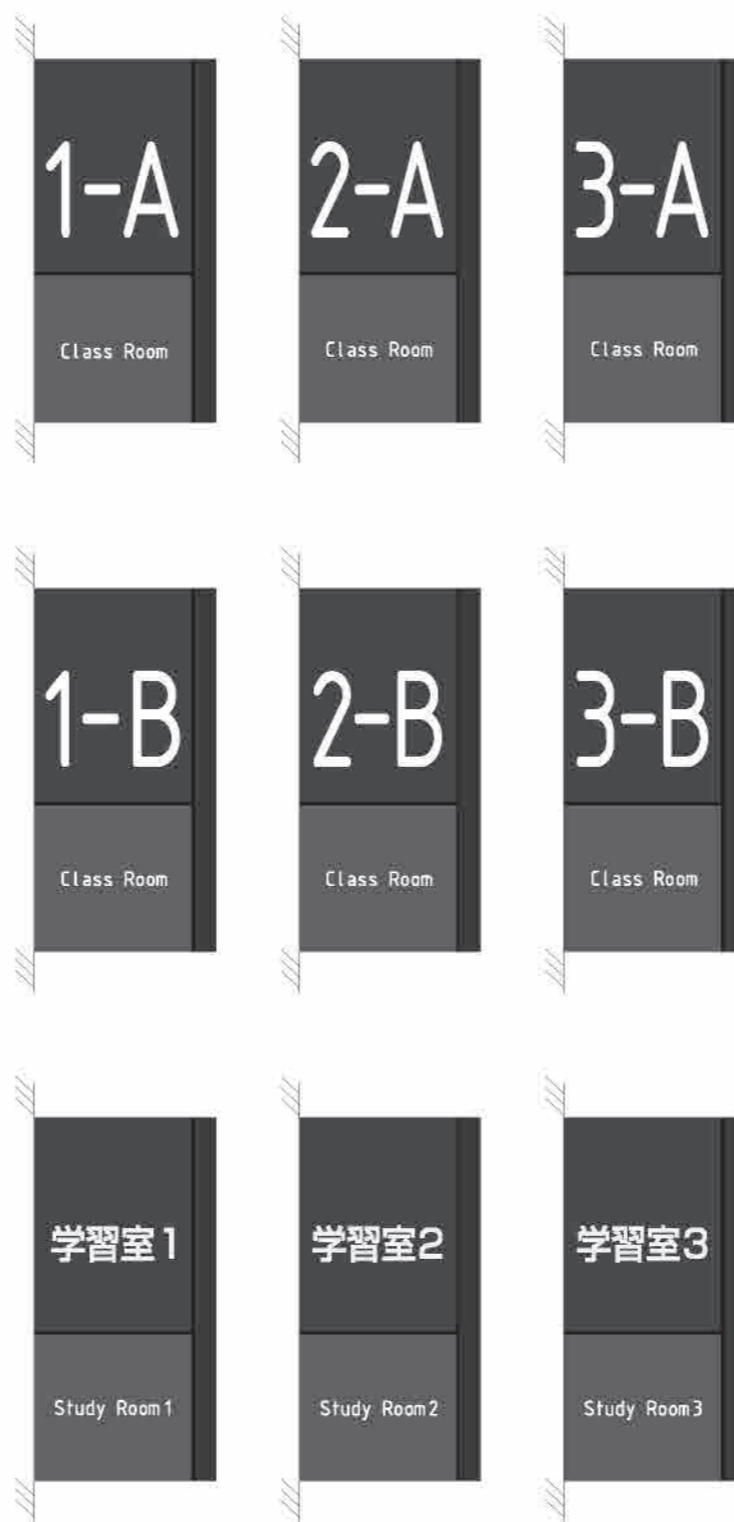 1-A
Class Room
2-A
Class Room
3-A
Class Room
1-B
Class Room
2-B
Class Room
3-B
Class Room
学習室1
Study Room1
学習室2
Study Room2
学習室3
Study Room3